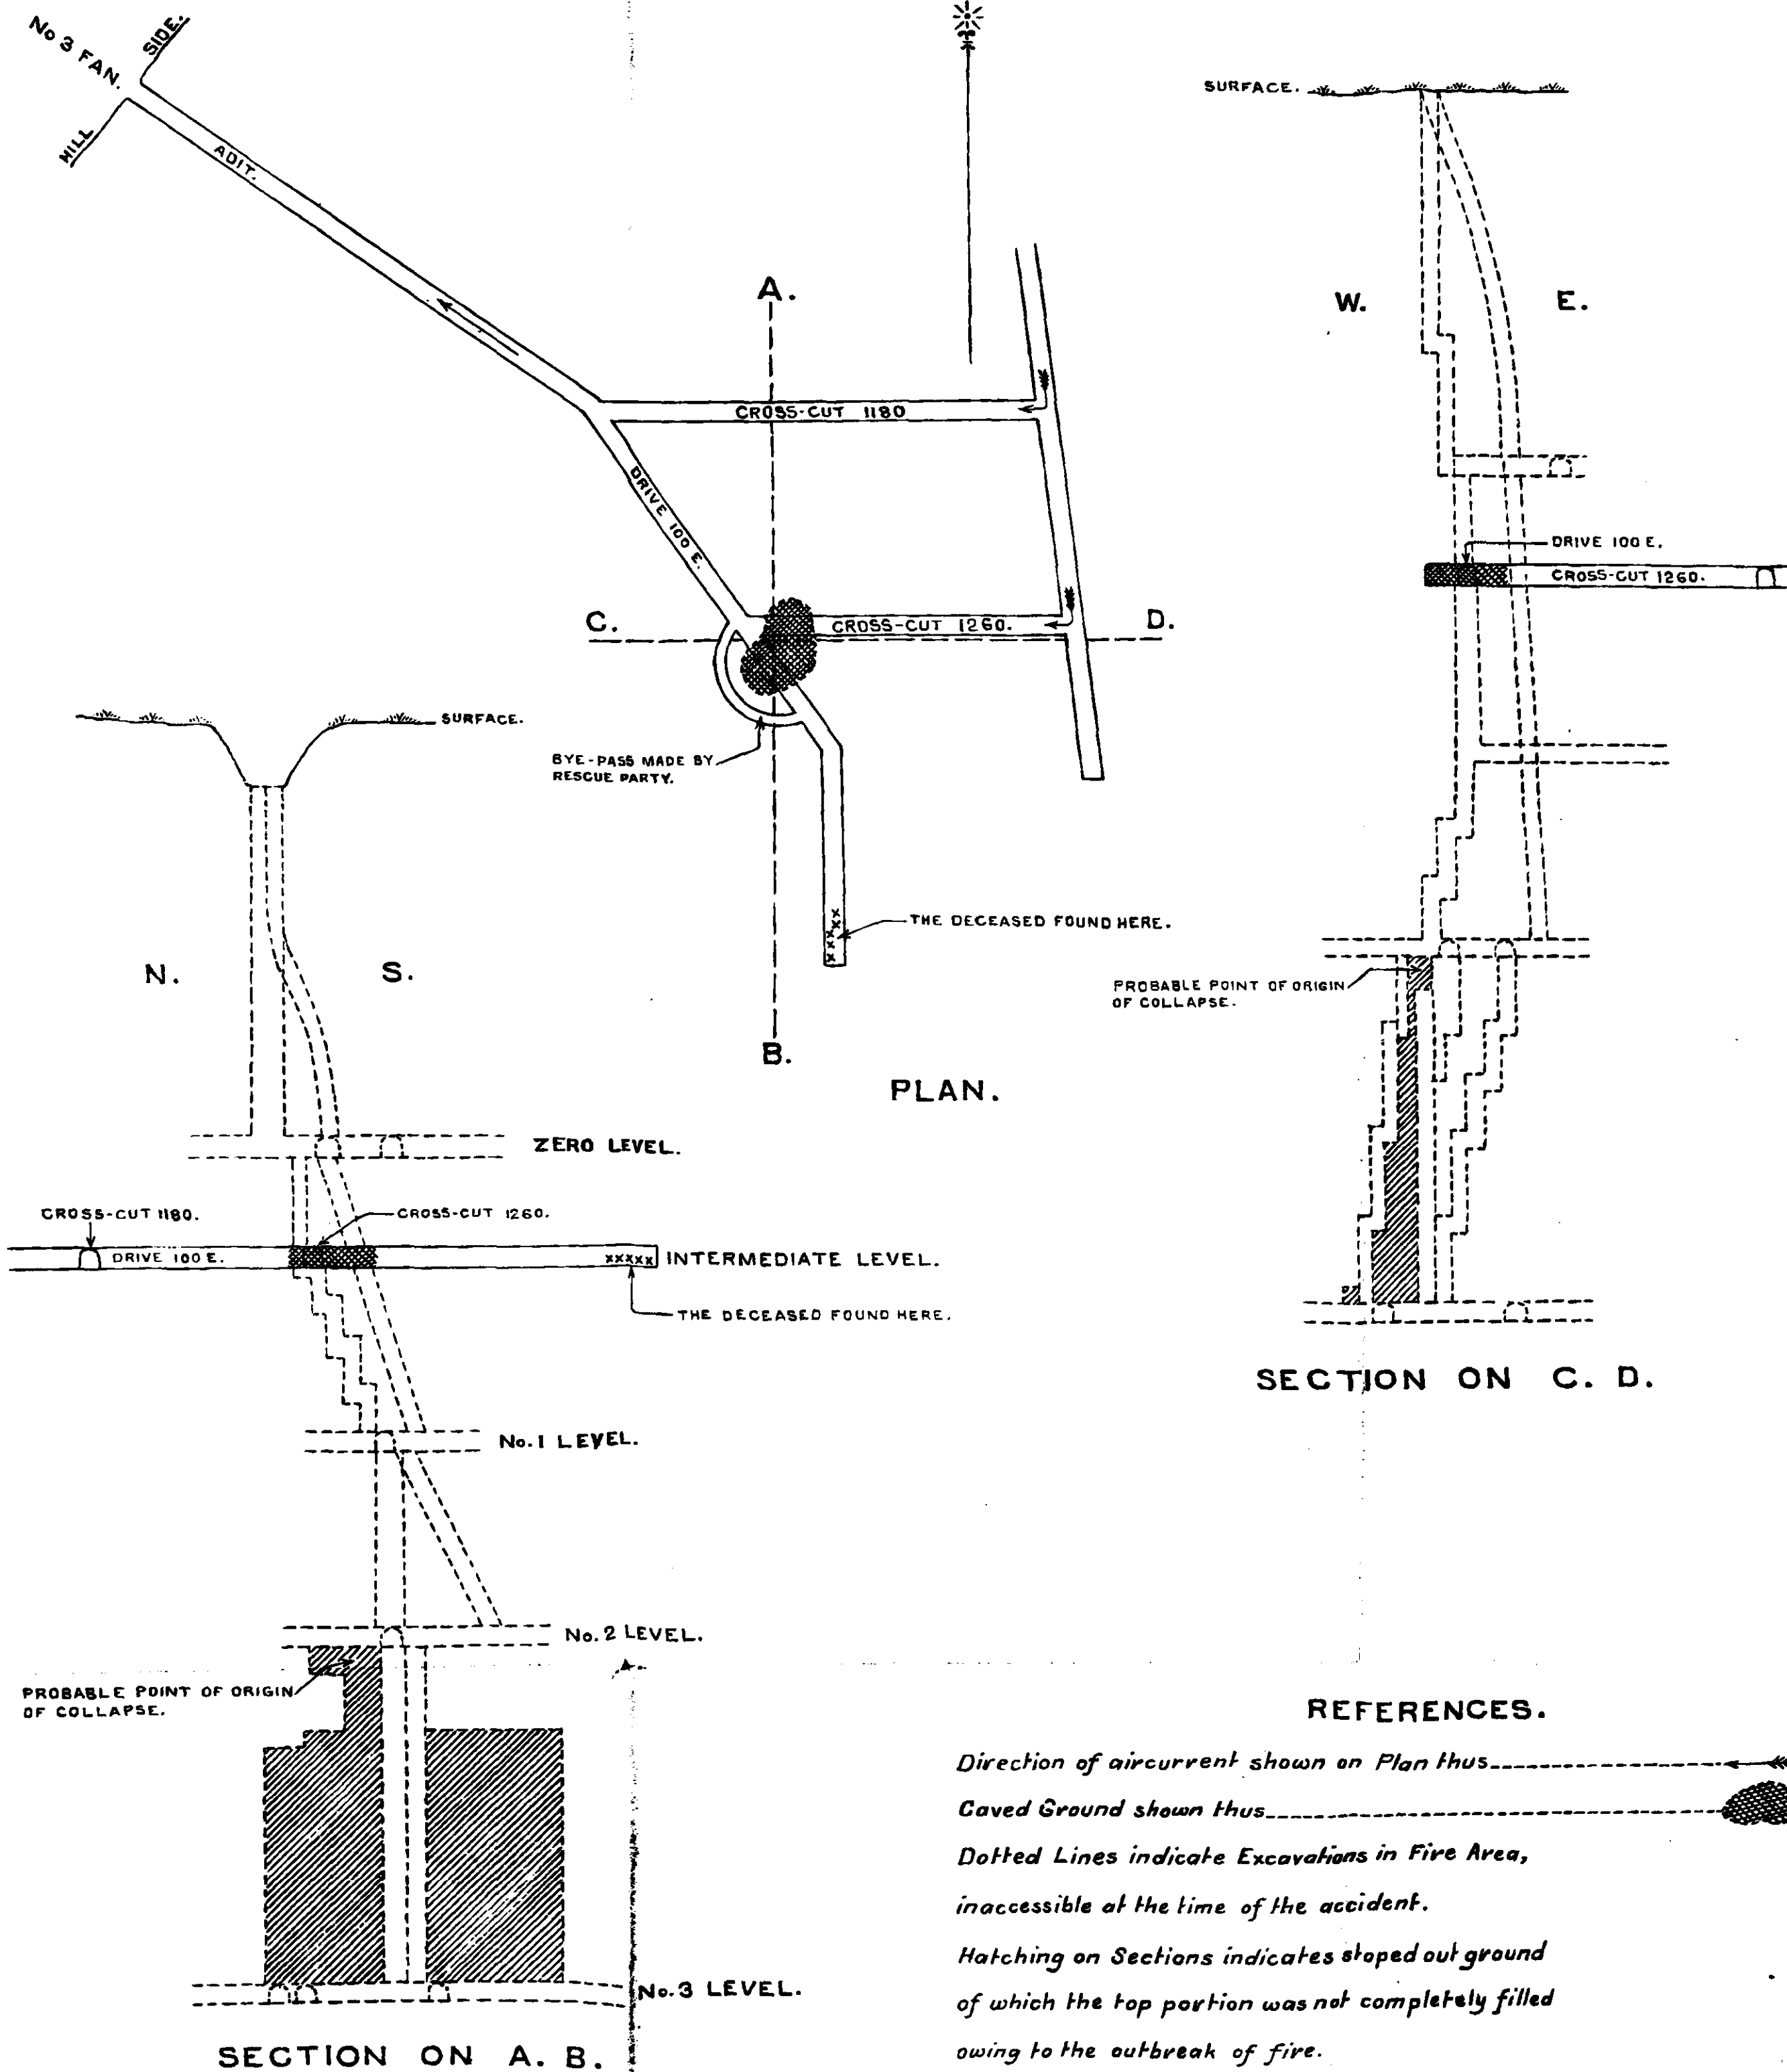 No 3 FAN.
SIDE.
HILL
ADIT.
A.
CROSS-CUT 1180
DRIVE 100 E.
C.
CROSS-CUT 1260.
D.
BYE-PASS MADE BY
RESCUE PARTY.
THE DECEASED FOUND HERE.
B.
PLAN.
SURFACE.
N.
S.
ZERO LEVEL.
CROSS-CUT 1180.
CROSS-CUT 1260.
DRIVE 100 E.
xxxxx
INTERMEDIATE LEVEL.
THE DECEASED FOUND HERE.
No. 1 LEVEL.
No. 2 LEVEL.
PROBABLE POINT OF ORIGIN
OF COLLAPSE.
No. 3 LEVEL.
SECTION ON A. B.
SURFACE.
W.
E.
DRIVE 100 E.
CROSS-CUT 1260.
PROBABLE POINT OF ORIGIN
OF COLLAPSE.
SECTION ON C. D.
REFERENCES.
Direction of aircurrent shown on Plan thus
Caved Ground shown thus
Dotted Lines indicate Excavations in Fire Area,
inaccessible at the time of the accident.
Hatching on Sections indicates stoped out ground
of which the top portion was not completely filled
owing to the outbreak of fire.